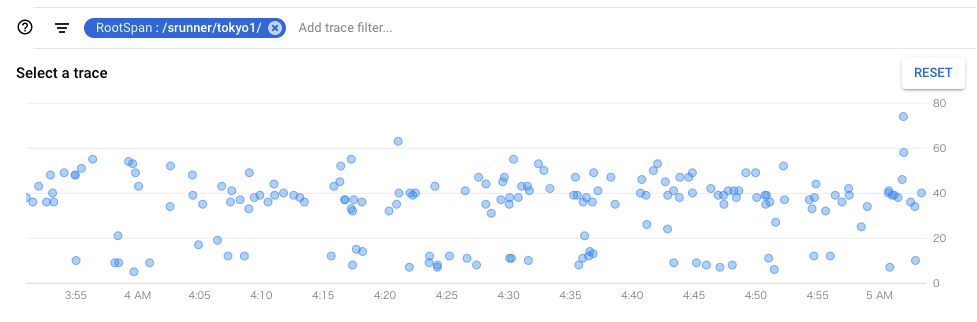 RootSpan : /srunner/tokyo1/ Add trace filter...
Select a trace
RESET
80
60
40
20
0
3:55 4 AM 4:05 4:10 4:15 4:20 4:25 4:30 4:35 4:40 4:45 4:50 4:55 5 AM